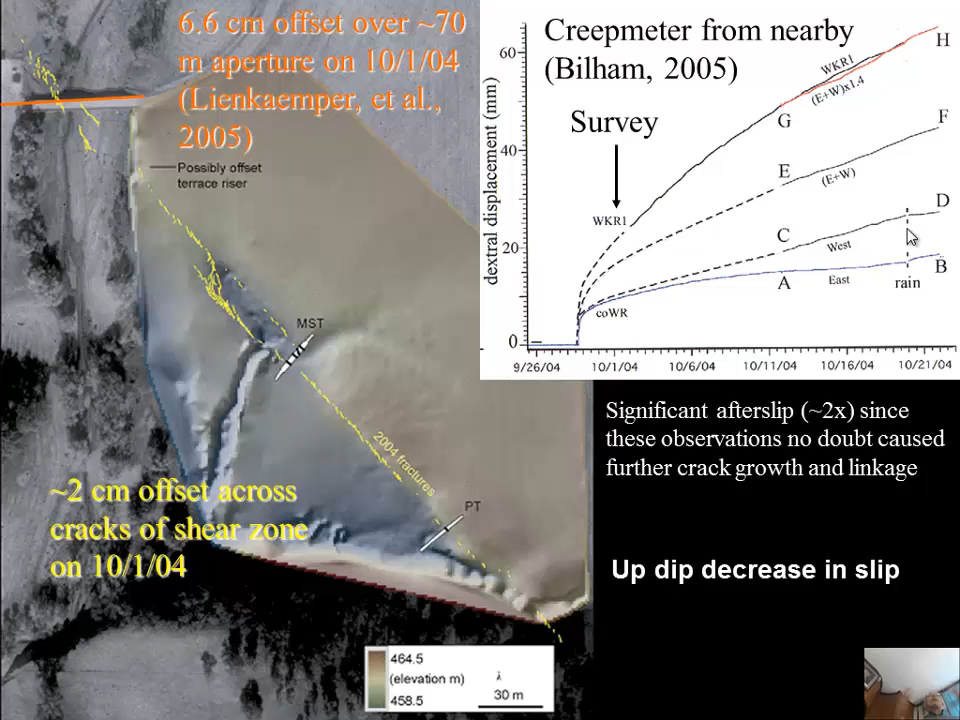 6.6 cm offset over ~70
m aperture on 10/1/04
(Lienkaemper, et al.,
2005)
Possibly offset
terrace riser
MST
2004 fractures
PT
~2 cm offset across
cracks of shear zone
on 10/1/04
464.5
(elevation m)
458.5
30 m
Creepmeter from nearby
(Bilham, 2005)
Survey
dextral displacement (mm)
60
40
20
0
WKR1
H
(E+W)x1.4
G
F
E
(E+W)
WKR1
D
C
West
B
A
East
rain
coWR
9/26/04
10/1/04
10/6/04
10/11/04
10/16/04
10/21/04
Significant afterslip (~2x) since
these observations no doubt caused
further crack growth and linkage
Up dip decrease in slip